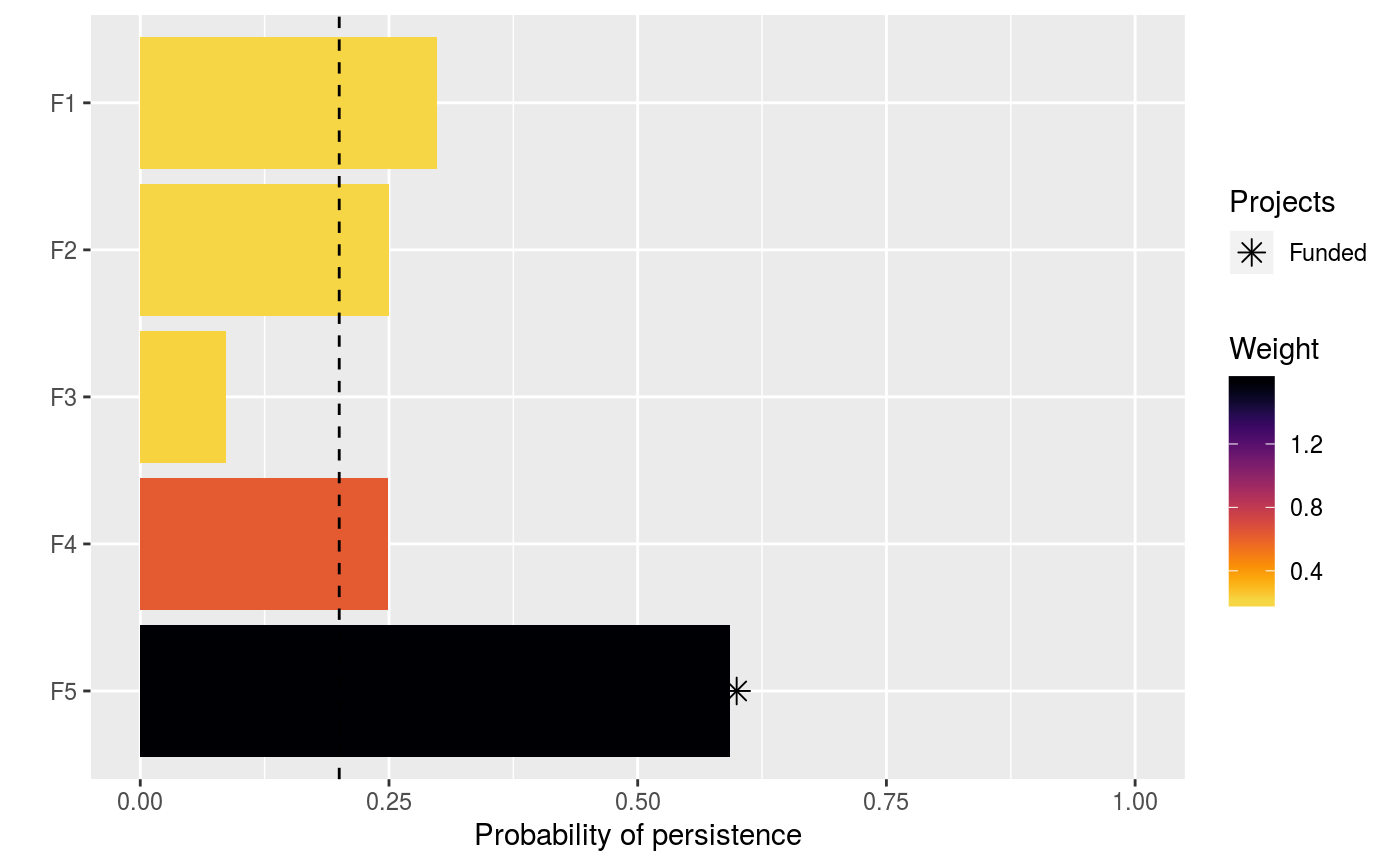 F1
F2
F3
F4
F5
0.00
0.25
0.50
0.75
1.00
Probability of persistence
Projects
Funded
Weight
1.2
0.8
0.4